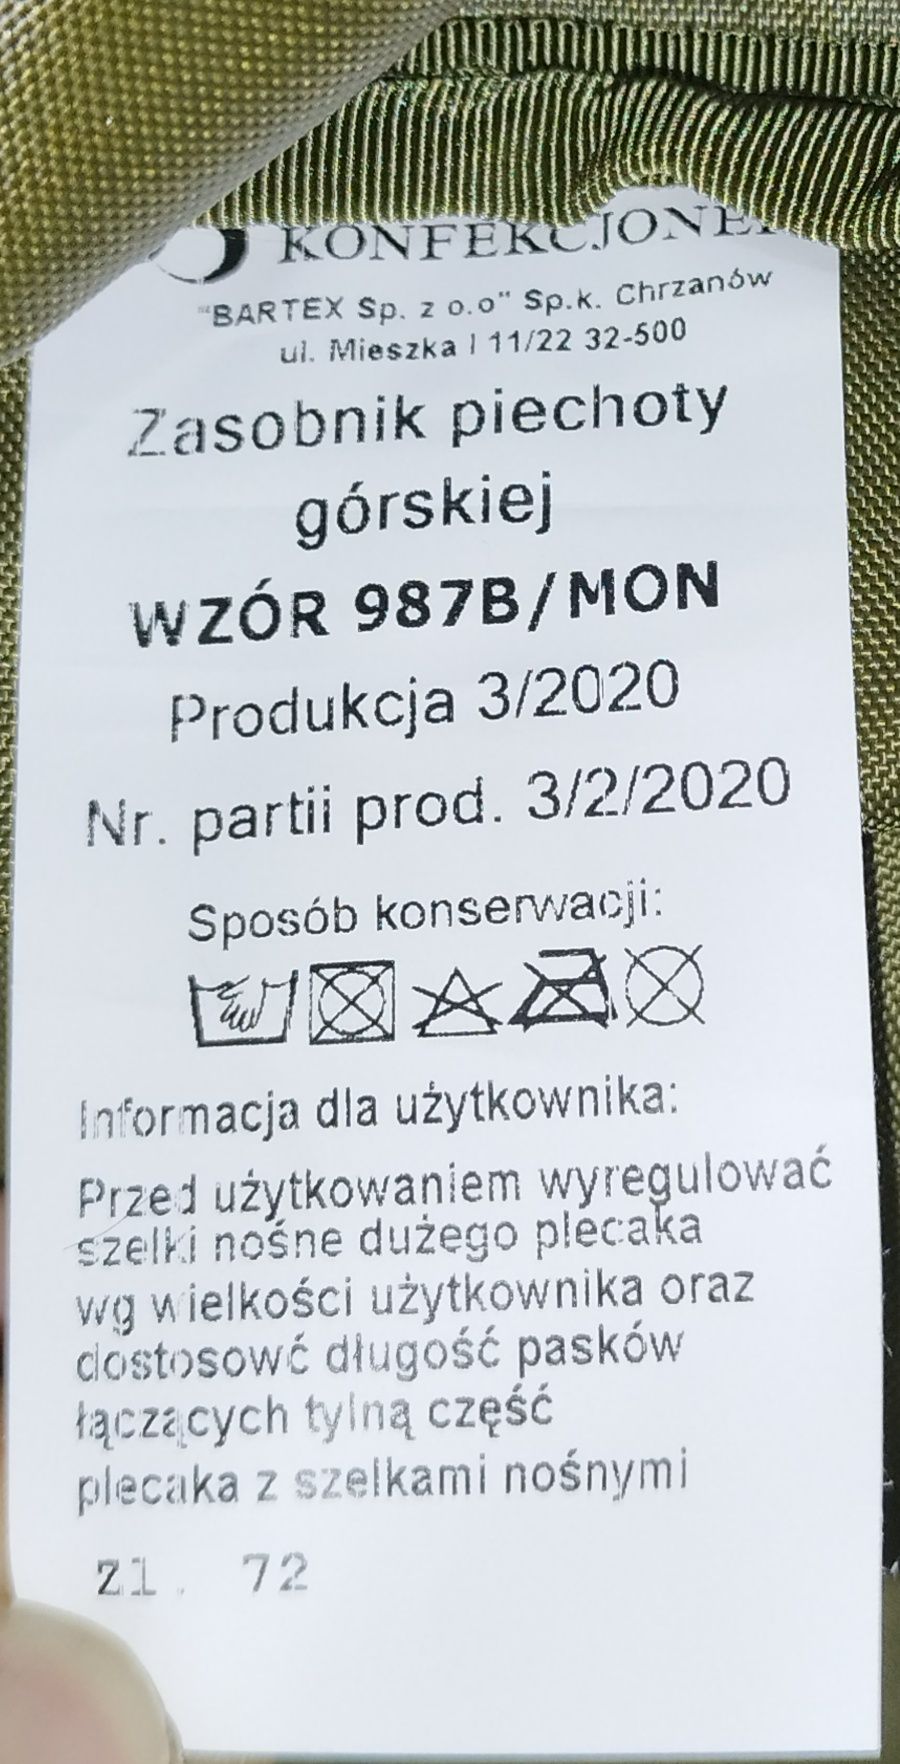 KONFEKCJONE
"BARTEX Sp. z o.o" Sp.k. Chrzanów
ul. Mieszka I 11/22 32-500
Zasobnik piechoty
górskiej
WZÓR 987B/MON
Produkcja 3/2020
Nr. partii prod. 3/2/2020
Sposób konserwacji:
Informacja dla użytkownika:
Przed użytkowaniem wyregulować
szelki nośne dużego plecaka
wg wielkości użytkownika oraz
dostosowć długość pasków
łączących tylną część
plecaka z szelkami nośnymi
zl. 72